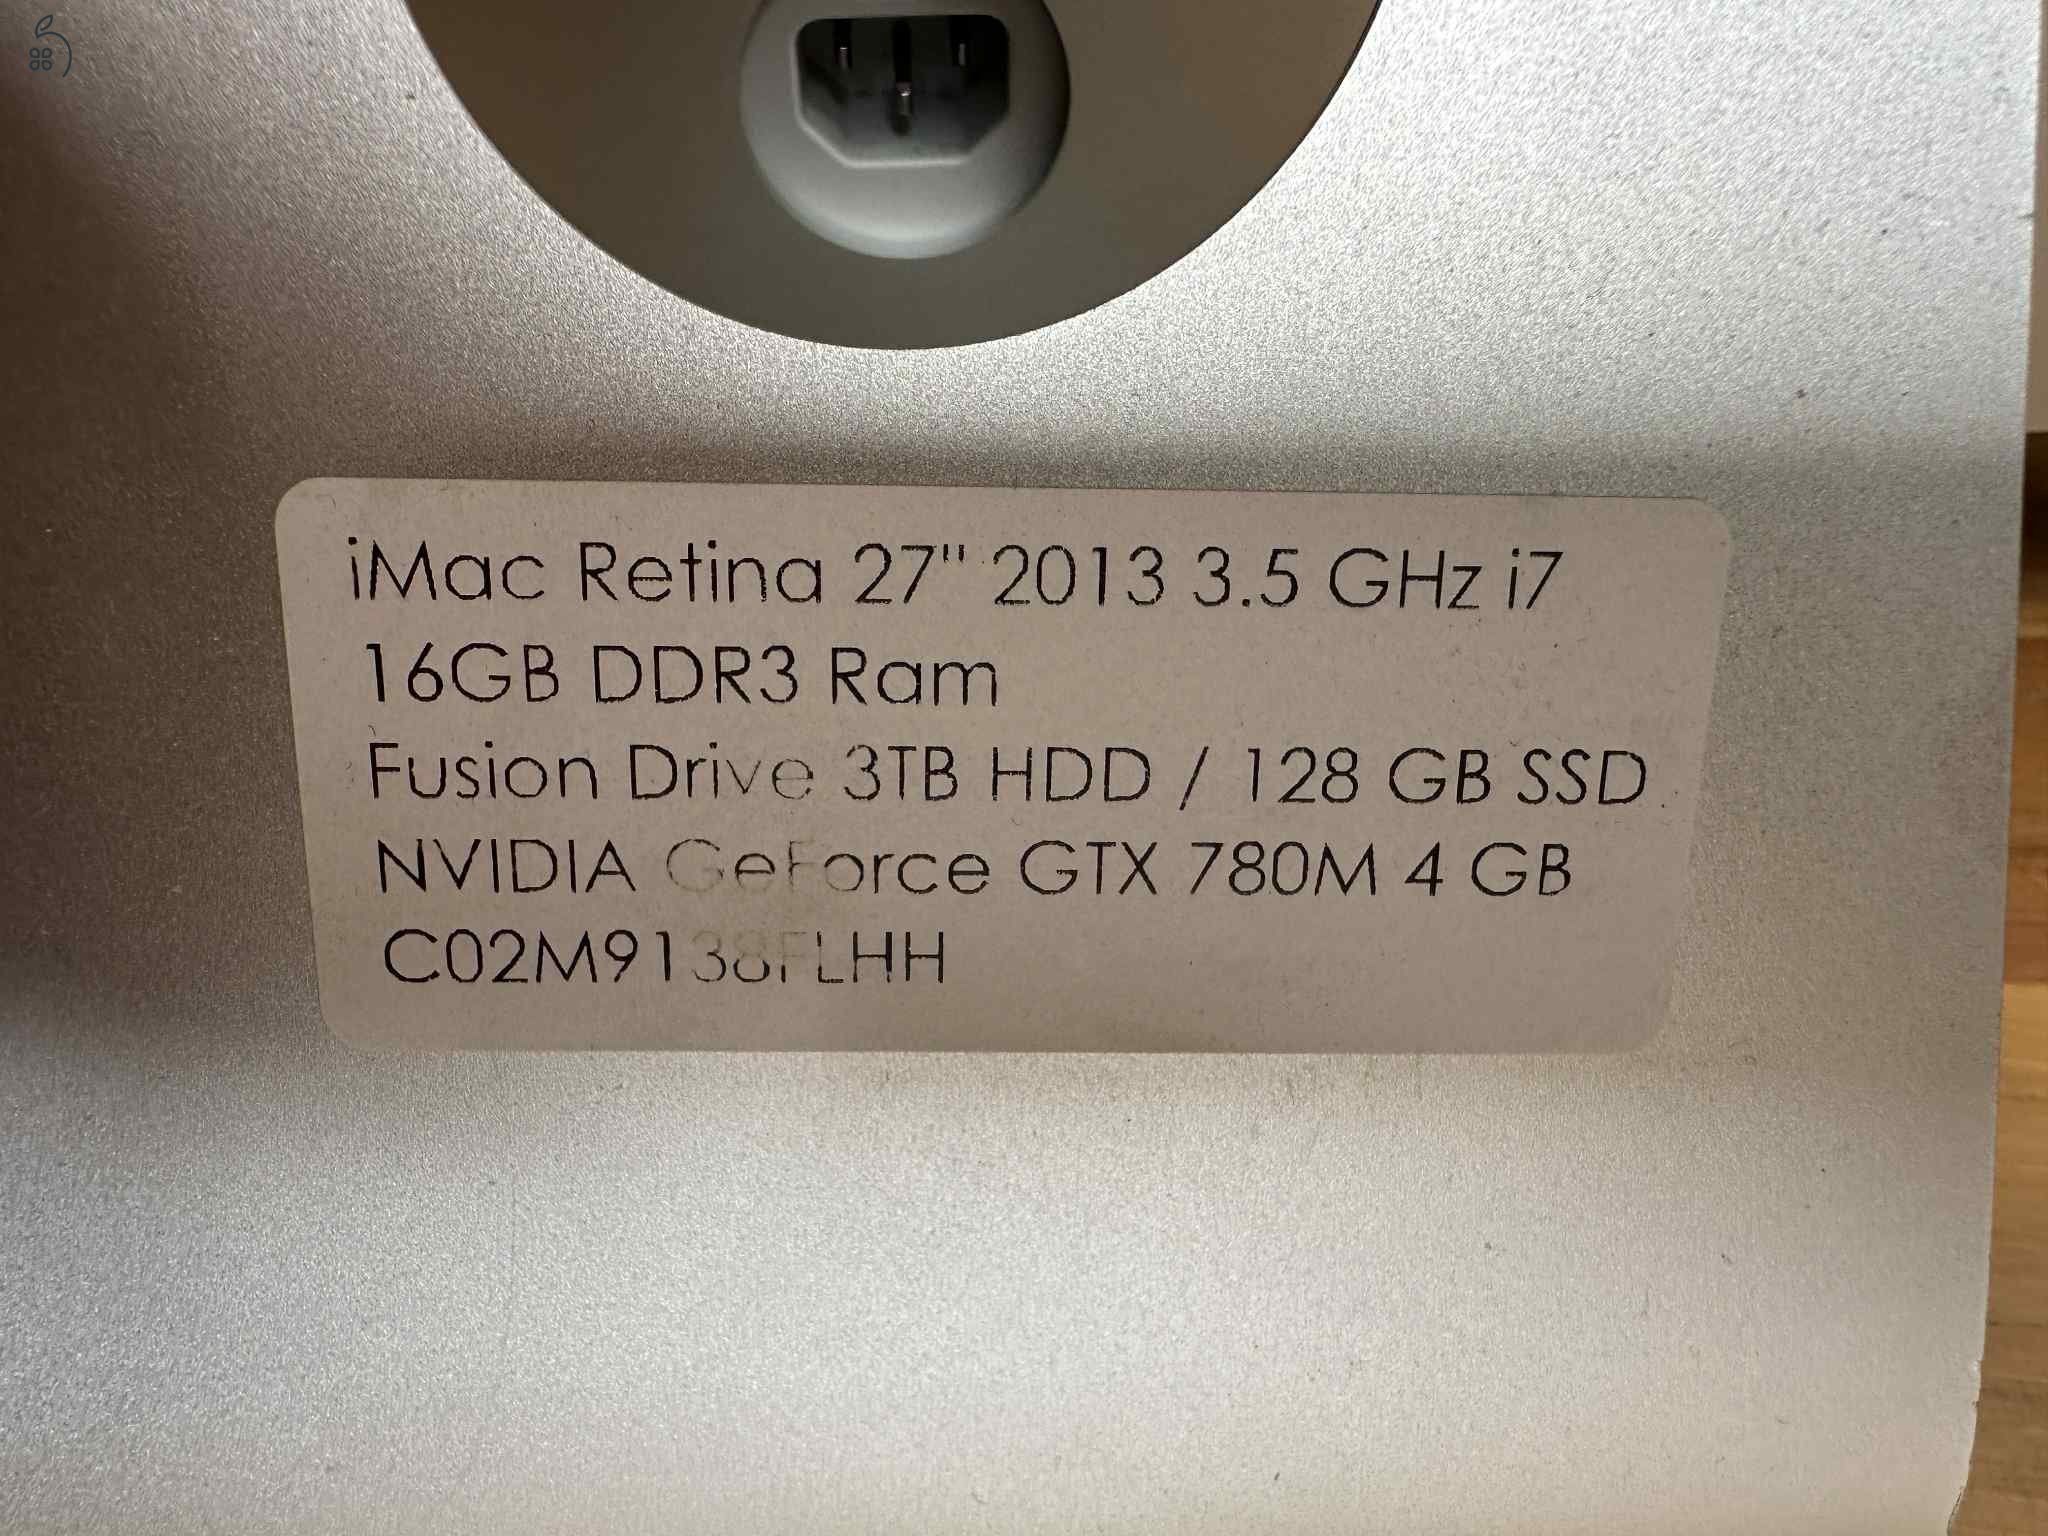 iMac Retina 27" 2013 3.5 GHz i7
16GB DDR3 Ram
Fusion Drive 3TB HDD / 128 GB SSD
NVIDIA GeForce GTX 780M 4 GB
C02M9138FLHH